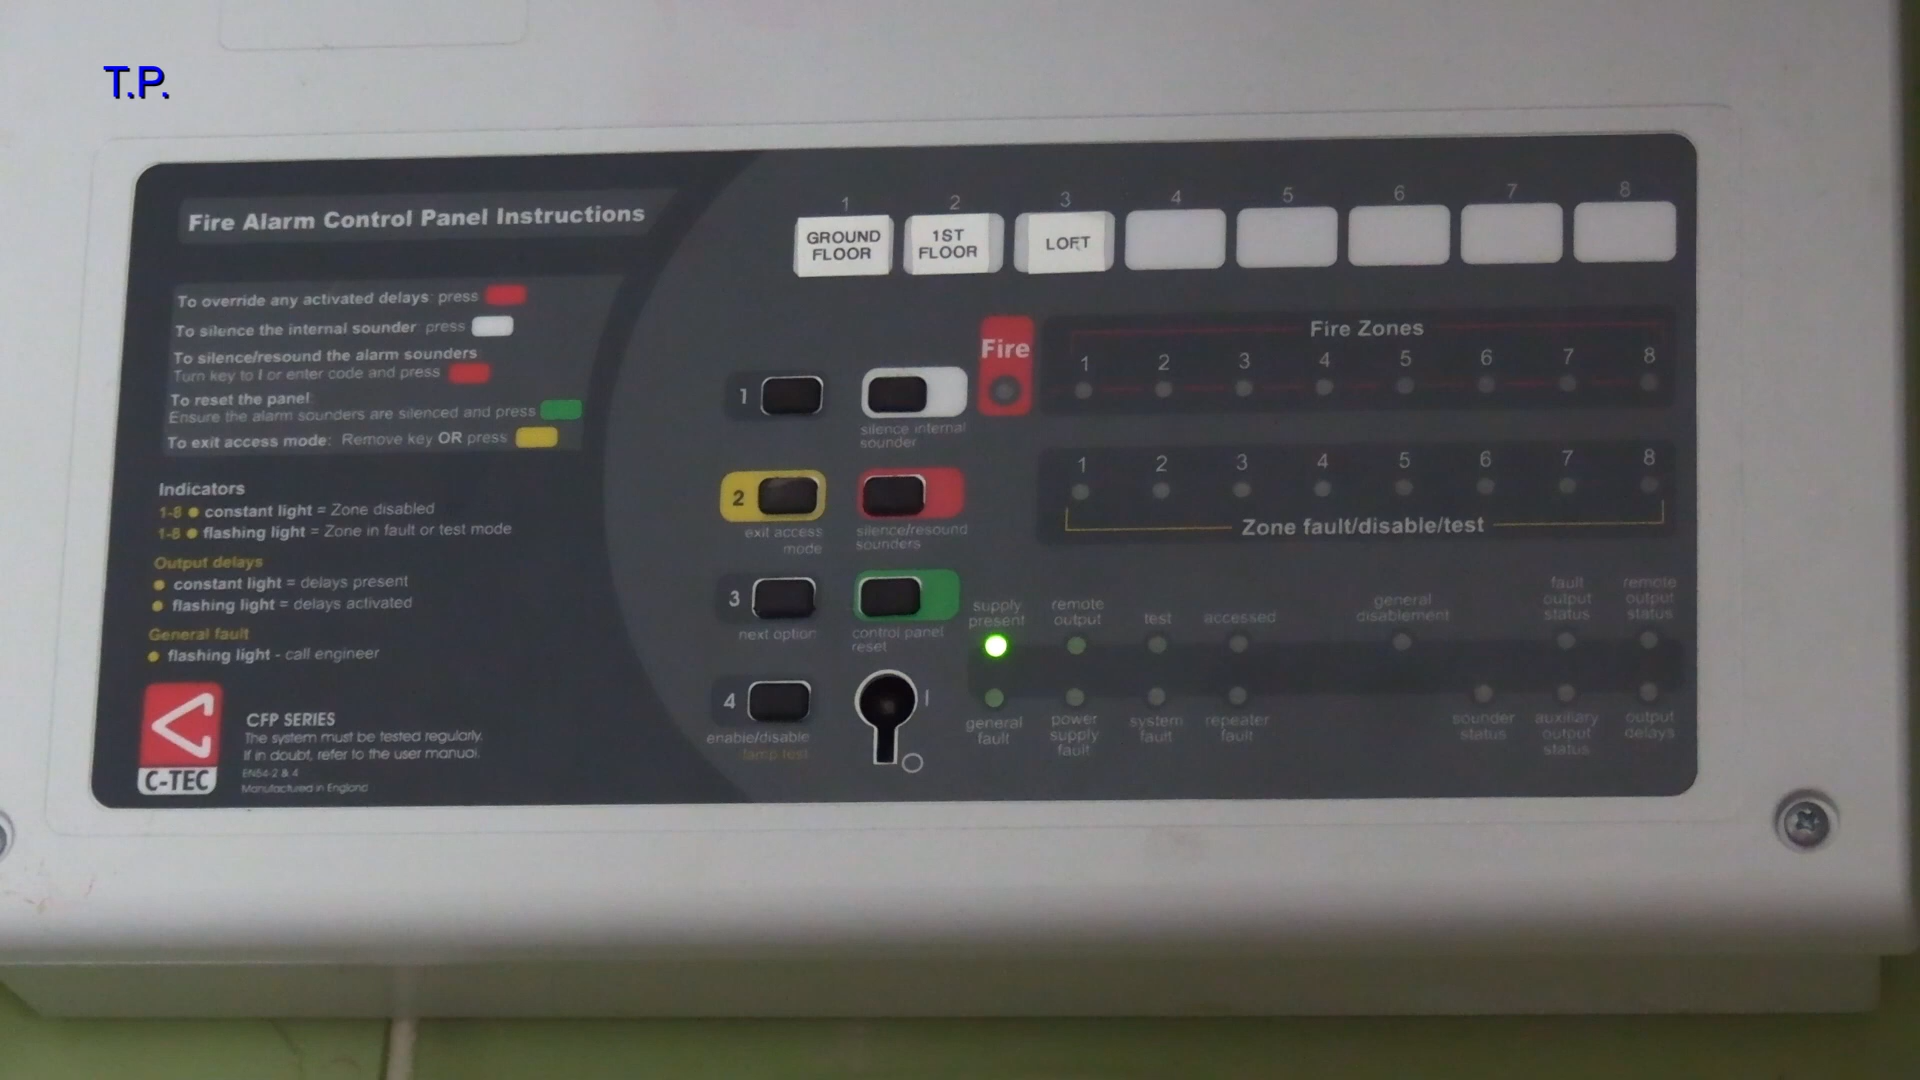 T.P.
Fire Alarm Control Panel Instructions
To override any activated delays: press
To silence the internal sounder press
To silence/resound the alarm sounders
Turn key to I or enter code and press
To reset the panel:
Ensure the alarm sounders are silenced and press
To exit access mode: Remove key OR press
Indicators
1-8 constant light = Zone disabled
1-8 flashing light = Zone in fault or test mode
Output delays
constant light = delays present
flashing light = delays activated
General fault
flashing light - call engineer
C-TEC
CFP SERIES
The system must be tested regularly.
If in doubt, refer to the user manual.
EN54-2 & 4
Manufactured in England
1 2 3 4 5 6 7 8
GROUND
FLOOR
1ST
FLOOR
LOFT
1
silence internal
sounder
2
exit access
mode
silence/resound
sounders
3
next option
control panel
reset
4
enable/disable
lamp test
I
O
Fire
Fire Zones
1 2 3 4 5 6 7 8
1 2 3 4 5 6 7 8
Zone fault/disable/test
supply
present
remote
output
test
accessed
general
disablement
fault
output
status
remote
output
status
general
fault
power
supply
fault
system
fault
repeater
fault
sounder
status
auxiliary
output
status
output
delays